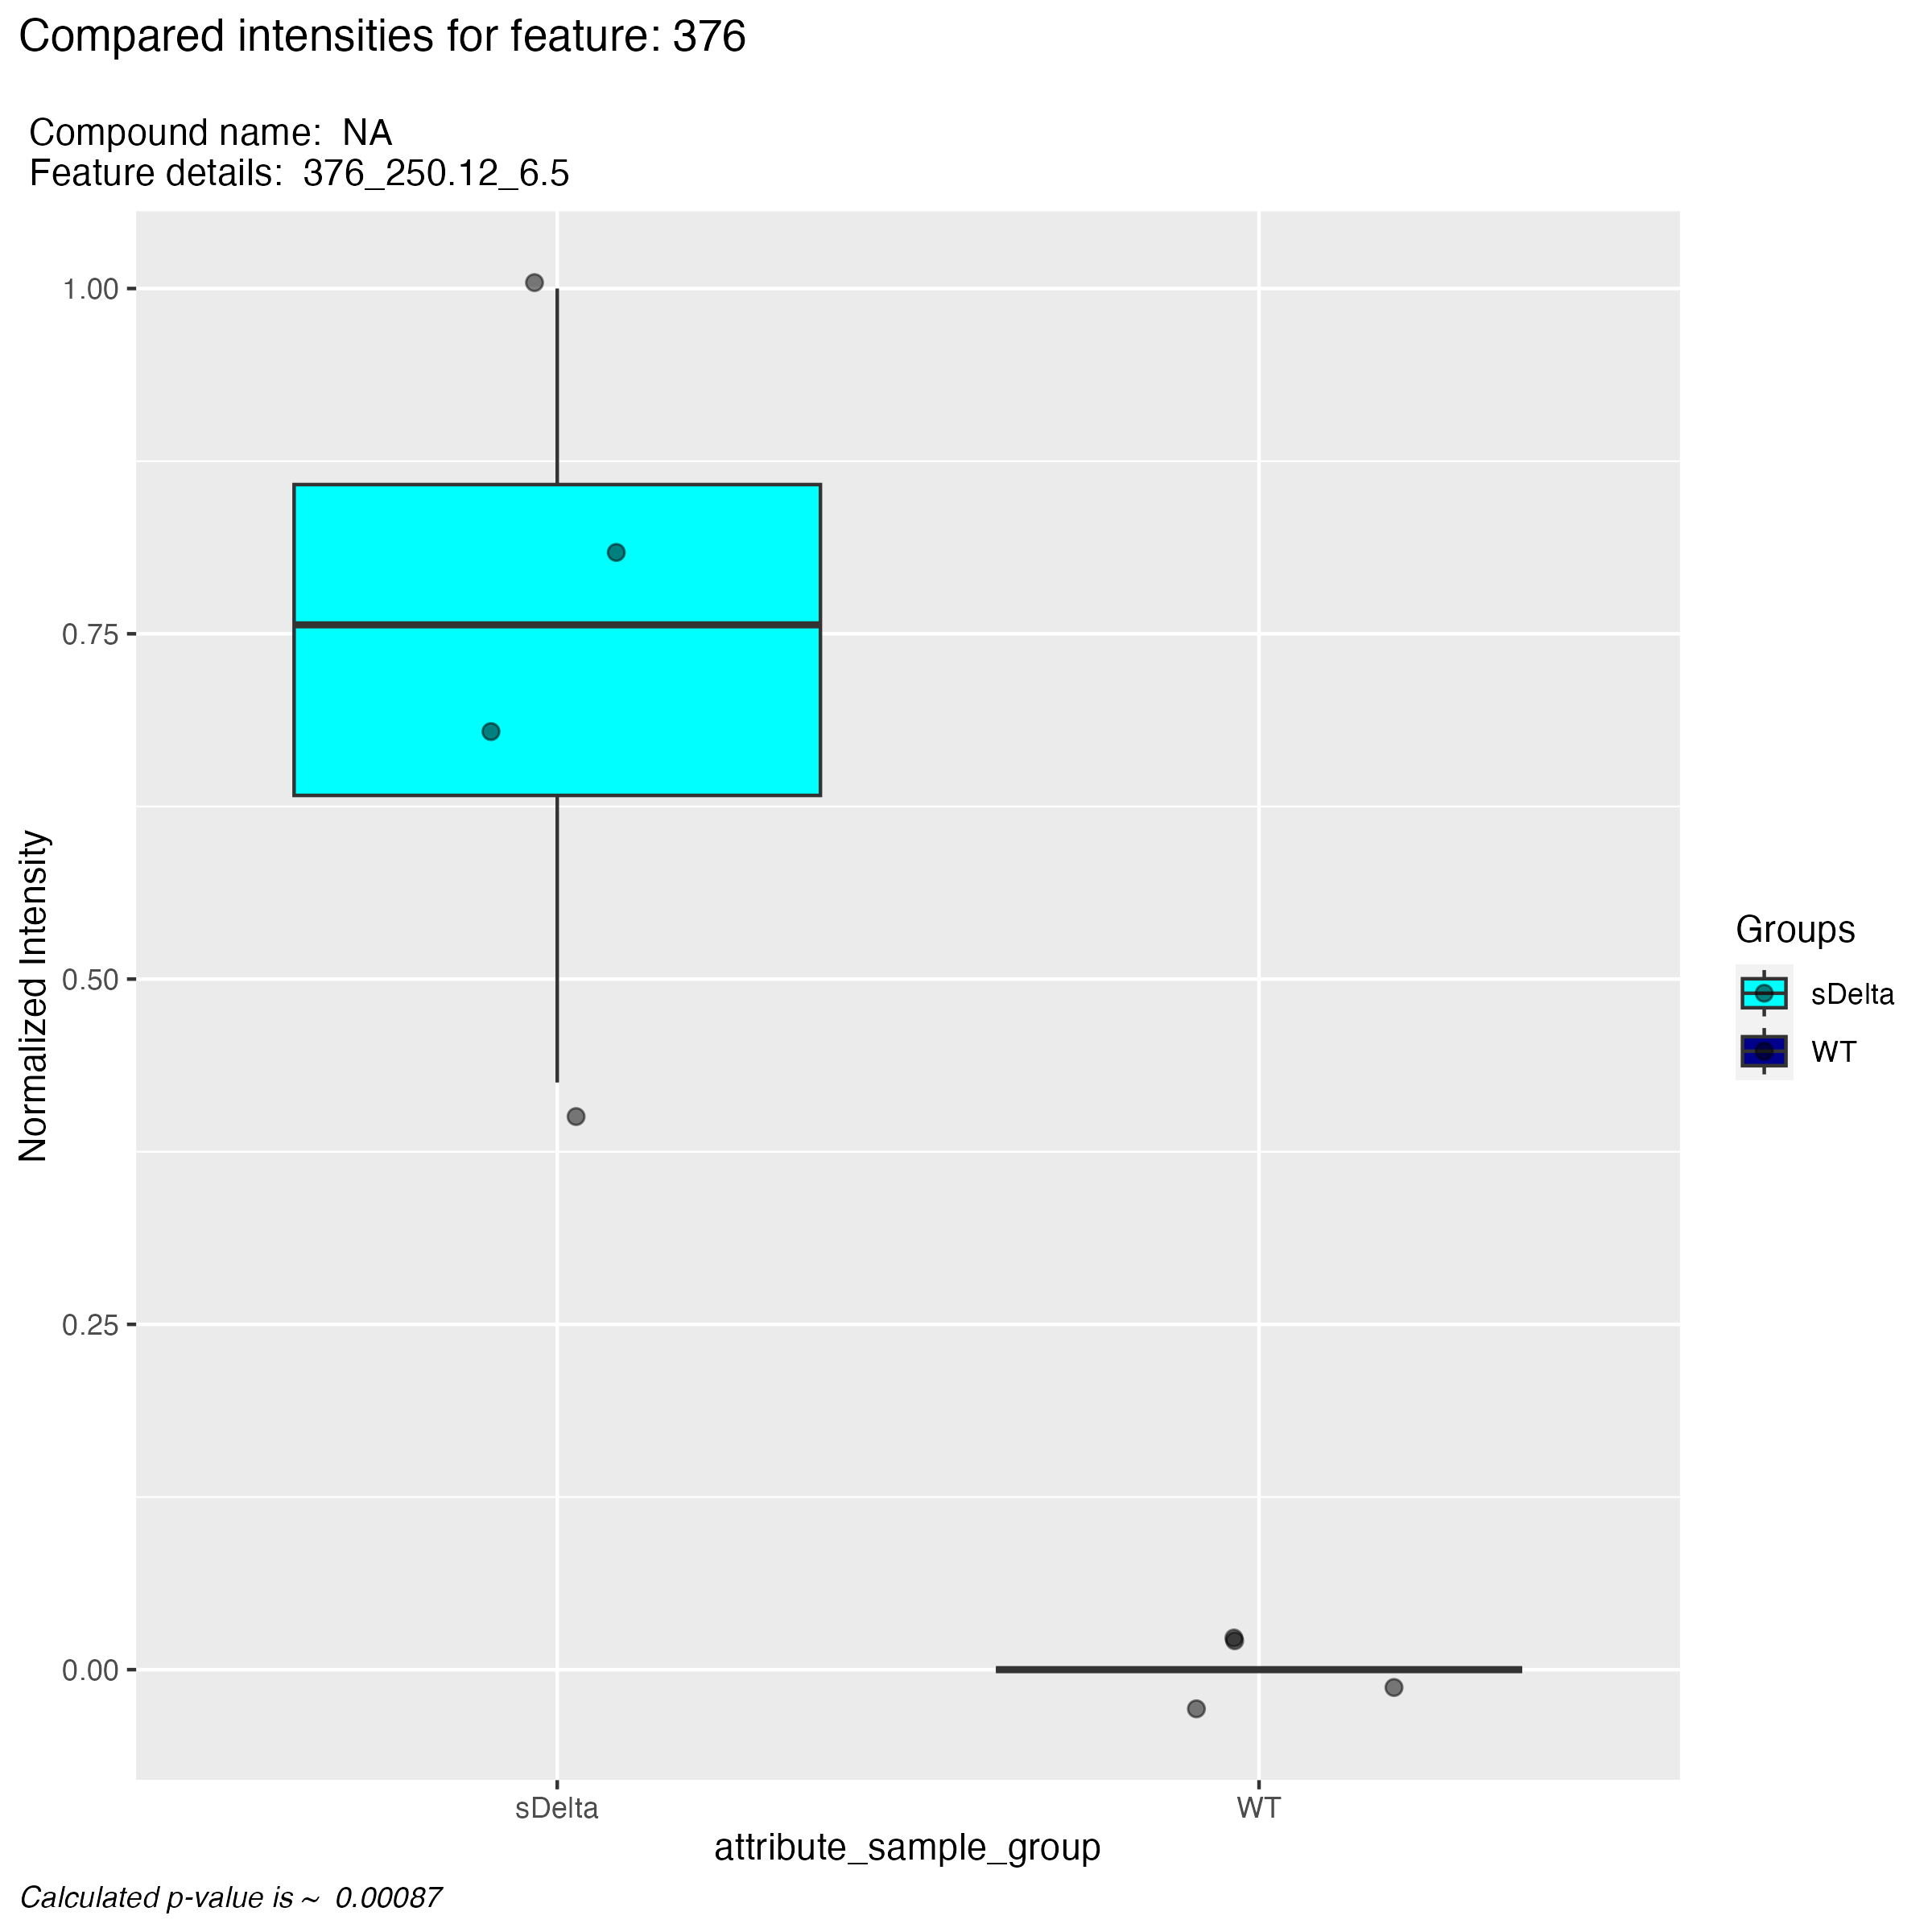 Compared intensities for feature: 376
Compound name:  NA
Feature details:  376_250.12_6.5
Normalized Intensity
1.00
0.75
0.50
0.25
0.00
sDelta
WT
attribute_sample_group
Groups
sDelta
WT
Calculated p-value is ~  0.00087